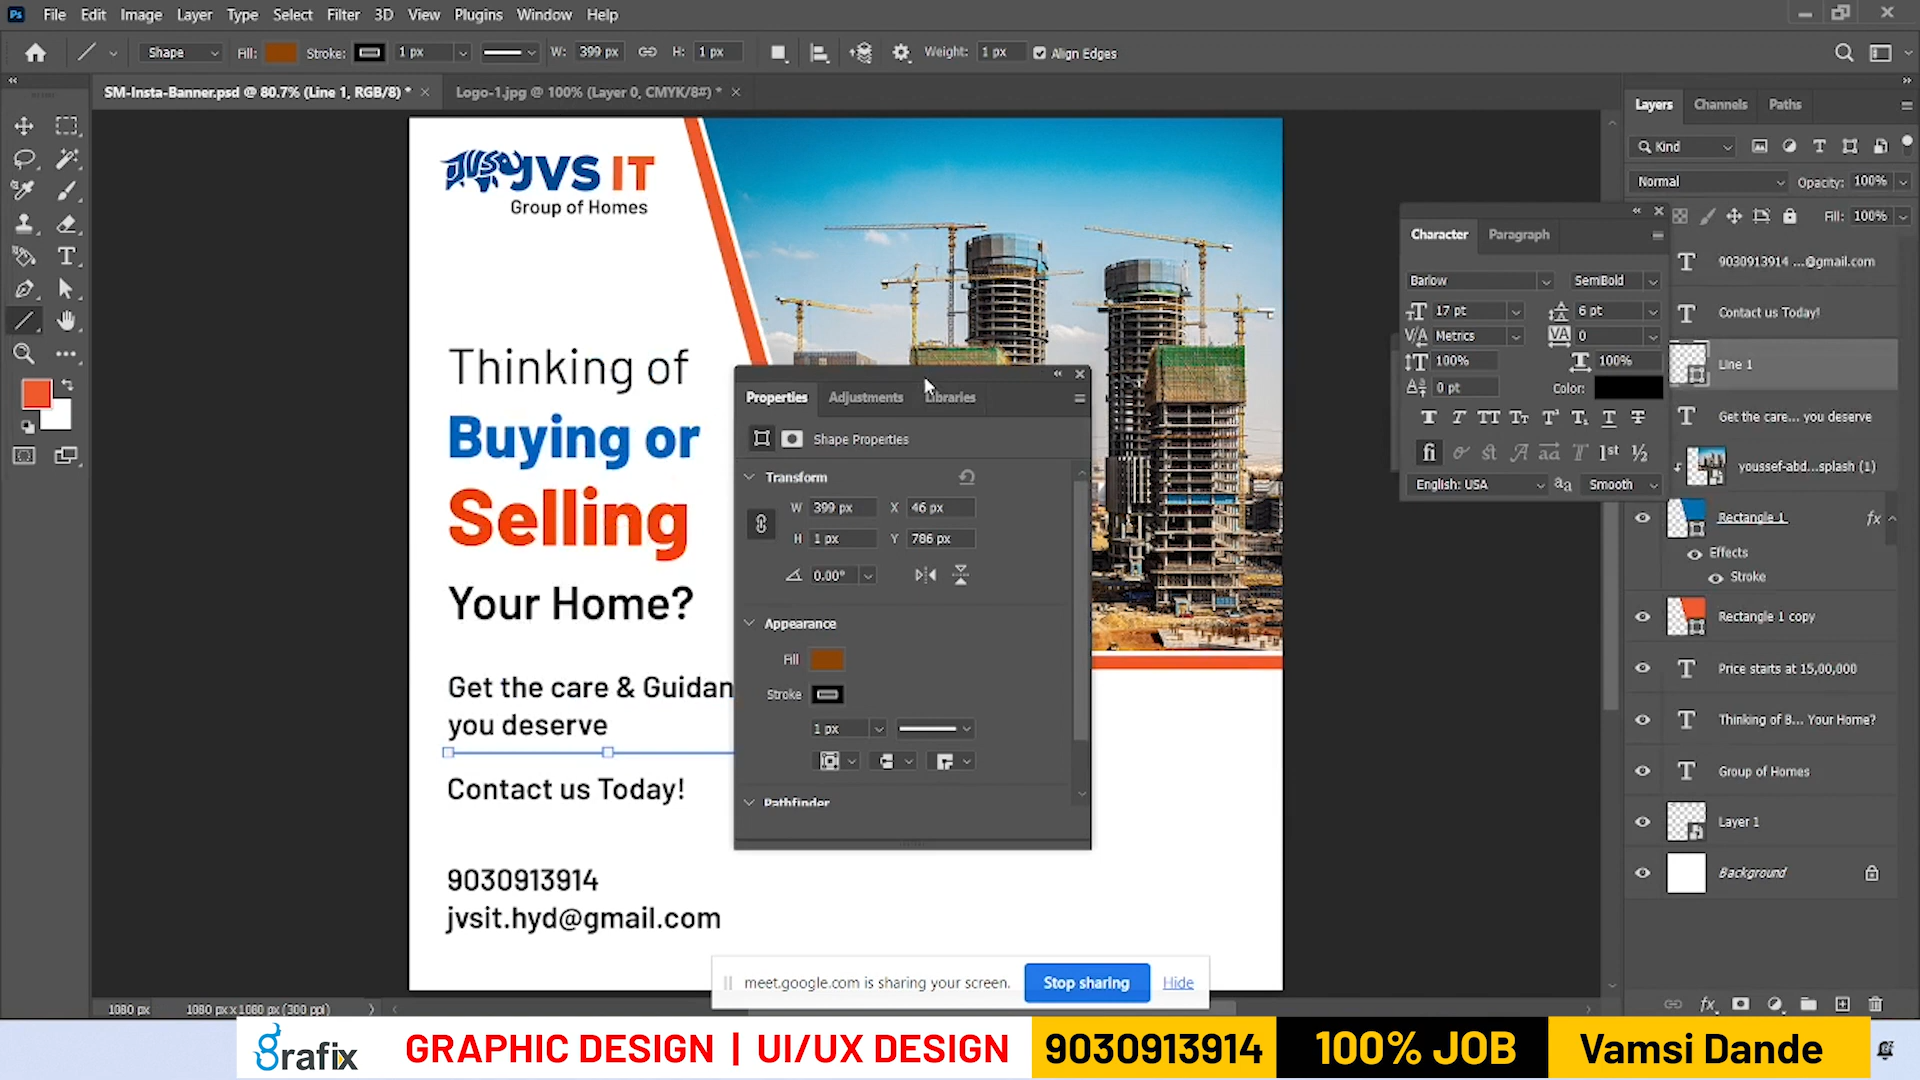 Ps File Edit Image Layer Type Select Filter 3D View Plugins Window Help
Shape Fill: Stroke: 1 px W: 399 px H: 1 px Weight: 1 px Align Edges
SM-Insta-Banner.psd @ 80.7% (Line 1, RGB/8) * Logo-1.jpg @ 100% (Layer 0, CMYK/8#) *
JVS JVS IT
Group of Homes
Thinking of
Buying or
Selling
Your Home?
Get the care & Guidan
you deserve
Contact us Today!
9030913914
jvsit.hyd@gmail.com
Properties Adjustments Libraries
Shape Properties
Transform
W 399 px X 46 px
H 1 px Y 786 px
0.00°
Appearance
Fill
Stroke
1 px
Pathfinder
Character Paragraph
Barlow SemiBold
17 pt 6 pt
Metrics 0
100% 100%
0 pt Color:
English: USA Smooth
Layers Channels Paths
Kind
Normal Opacity: 100%
Fill: 100%
9030913914 ...@gmail.com
Contact us Today!
Line 1
Get the care... you deserve
youssef-abd...splash (1)
Rectangle 1 fx
Effects
Stroke
Rectangle 1 copy
Price starts at 15,00,000
Thinking of B... Your Home?
Group of Homes
Layer 1
Background
1080 px 1080 px x 1080 px (300 ppi)
meet.google.com is sharing your screen. Stop sharing Hide
grafix GRAPHIC DESIGN | UI/UX DESIGN 9030913914 100% JOB Vamsi Dande